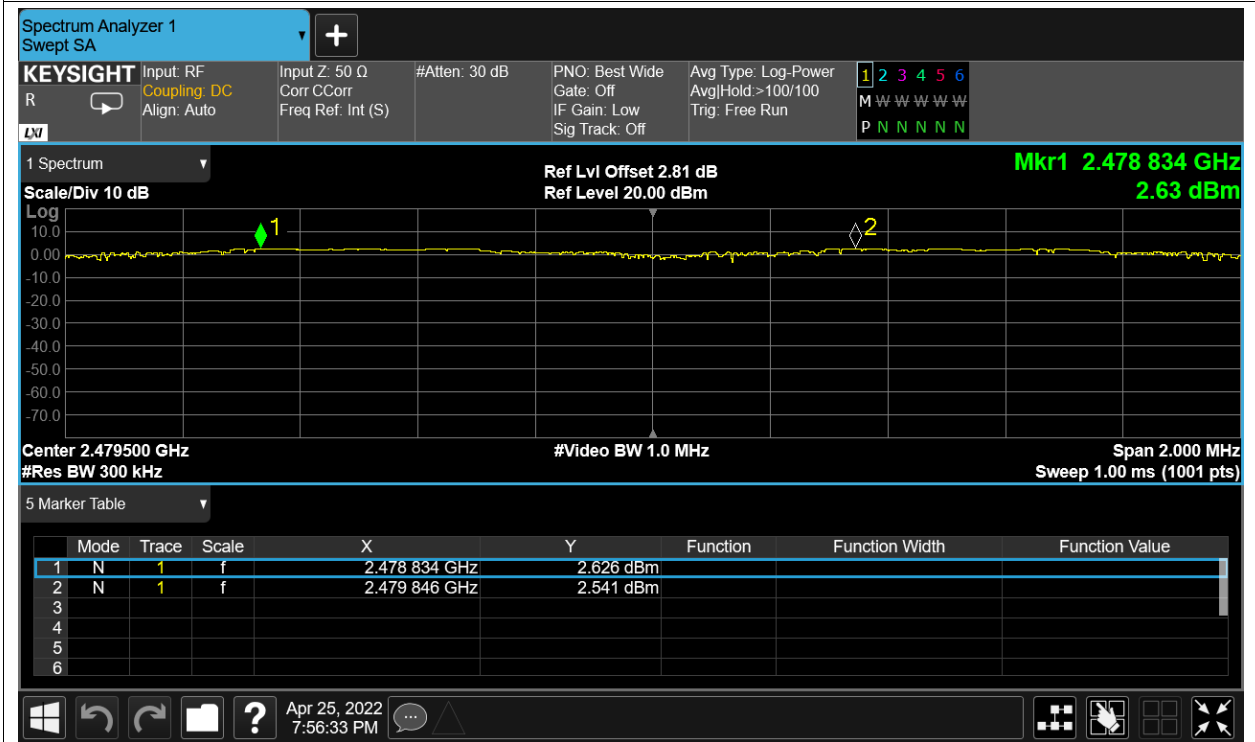 Spectrum Analyzer 1
Swept SA
+
KEYSIGHT Input: RF Input Z: 50 Ω #Atten: 30 dB PNO: Best Wide Avg Type: Log-Power 1 2 3 4 5 6
R Coupling: DC Corr CCorr Gate: Off Avg|Hold:>100/100 M W W W W W
Align: Auto Freq Ref: Int (S) IF Gain: Low Trig: Free Run
LXI Sig Track: Off P N N N N N
1 Spectrum Ref Lvl Offset 2.81 dB Mkr1 2.478 834 GHz
Scale/Div 10 dB Ref Level 20.00 dBm 2.63 dBm
Log
10.0 1 2
0.00
-10.0
-20.0
-30.0
-40.0
-50.0
-60.0
-70.0
Center 2.479500 GHz #Video BW 1.0 MHz Span 2.000 MHz
#Res BW 300 kHz Sweep 1.00 ms (1001 pts)
5 Marker Table
Mode Trace Scale X Y Function Function Width Function Value
1 N 1 f 2.478 834 GHz 2.626 dBm
2 N 1 f 2.479 846 GHz 2.541 dBm
3
4
5
6
? Apr 25, 2022
7:56:33 PM